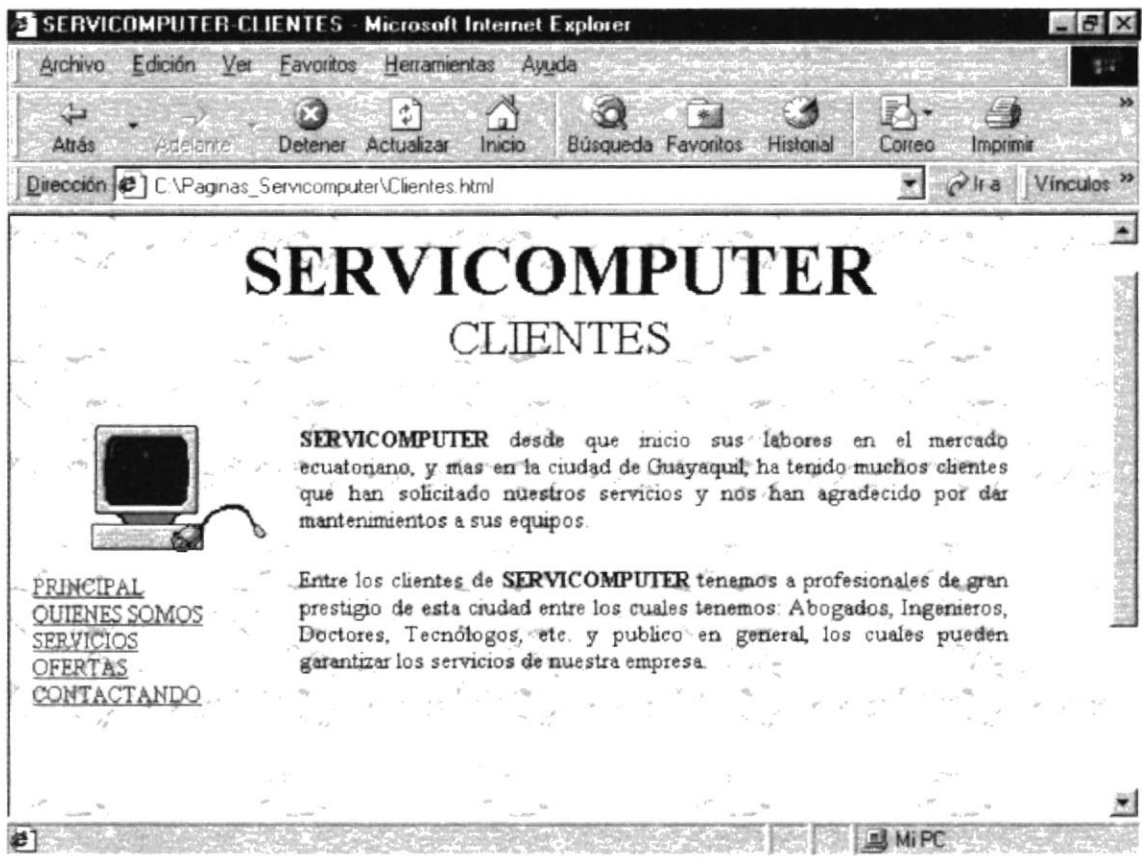 SERVICOMPUTER-CLIENTES - Microsoft Internet Explorer
Archivo Edición Ver Favoritos Herramientas Ayuda
Atrás Adelante Detener Actualizar Inicio Búsqueda Favoritos Historial Correo Imprimir »
Dirección C:\Paginas_Servicomputer\Clientes.html Ir a Vínculos »
SERVICOMPUTER
CLIENTES
SERVICOMPUTER desde que inicio sus labores en el mercado
ecuatoriano, y mas en la ciudad de Guayaquil, ha tenido muchos clientes
que han solicitado nuestros servicios y nos han agradecido por dar
mantenimientos a sus equipos.
Entre los clientes de SERVICOMPUTER tenemos a profesionales de gran
prestigio de esta ciudad entre los cuales tenemos: Abogados, Ingenieros,
Doctores, Tecnólogos, etc. y publico en general, los cuales pueden
garantizar los servicios de nuestra empresa.
PRINCIPAL
QUIENES SOMOS
SERVICIOS
OFERTAS
CONTACTANDO
Mi PC